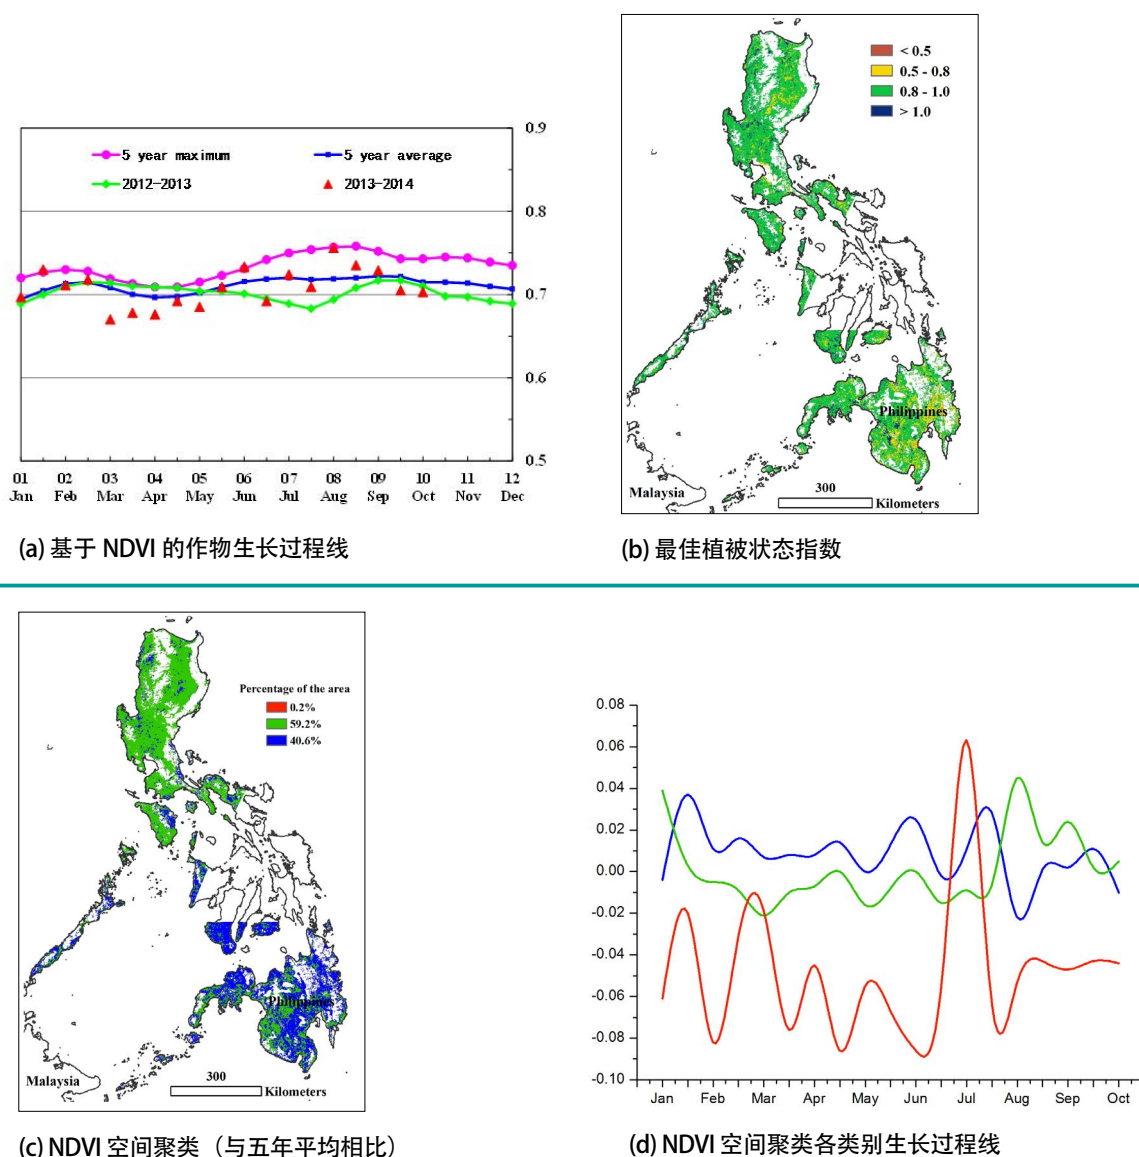 5 year maximum
5 year average
2012-2013
2013-2014
0.9
0.8
0.7
0.6
0.5
01 02 03 04 05 06 07 08 09 10 11 12
Jan Feb Mar Apr May Jun Jul Aug Sep Oct Nov Dec
(a) 基于 NDVI 的作物生长过程线
< 0.5
0.5 - 0.8
0.8 - 1.0
> 1.0
Philippines
Malaysia
300
Kilometers
(b) 最佳植被状态指数
Percentage of the area
0.2%
59.2%
40.6%
Philippines
Malaysia
300
Kilometers
(c) NDVI 空间聚类（与五年平均相比）
0.08
0.06
0.04
0.02
0.00
-0.02
-0.04
-0.06
-0.08
-0.10
Jan Feb Mar Apr May Jun Jul Aug Sep Oct
(d) NDVI 空间聚类各类别生长过程线